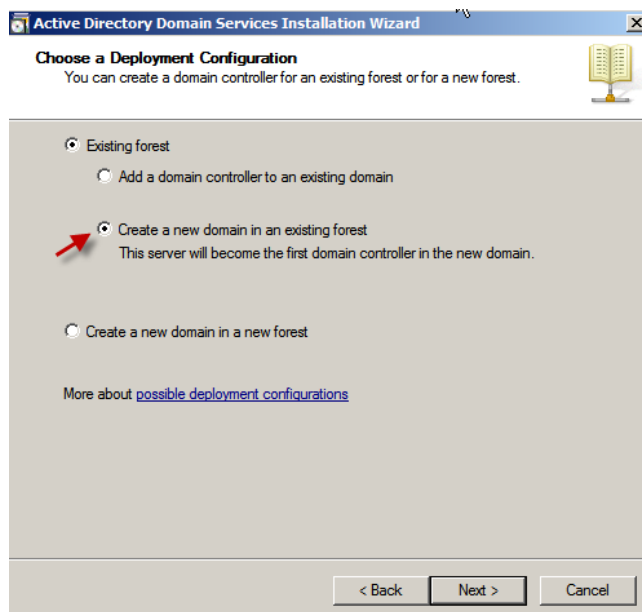 Active Directory Domain Services Installation Wizard
Choose a Deployment Configuration
You can create a domain controller for an existing forest or for a new forest.
Existing forest
Add a domain controller to an existing domain
Create a new domain in an existing forest
This server will become the first domain controller in the new domain.
Create a new domain in a new forest
More about possible deployment configurations
< Back Next > Cancel